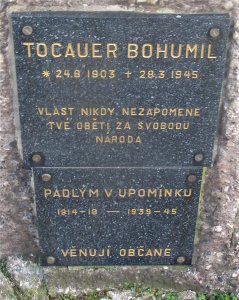 TOCAUER BOHUMIL
* 24.8 1903 + 28.3 1945
VLAST NIKDY NEZAPOMENE
TVÉ OBĚTI ZA SVOBODU
NÁRODA
PADLÝM V UPOMÍNKU
1914-18 — 1939-45
VĚNUJÍ OBČANÉ